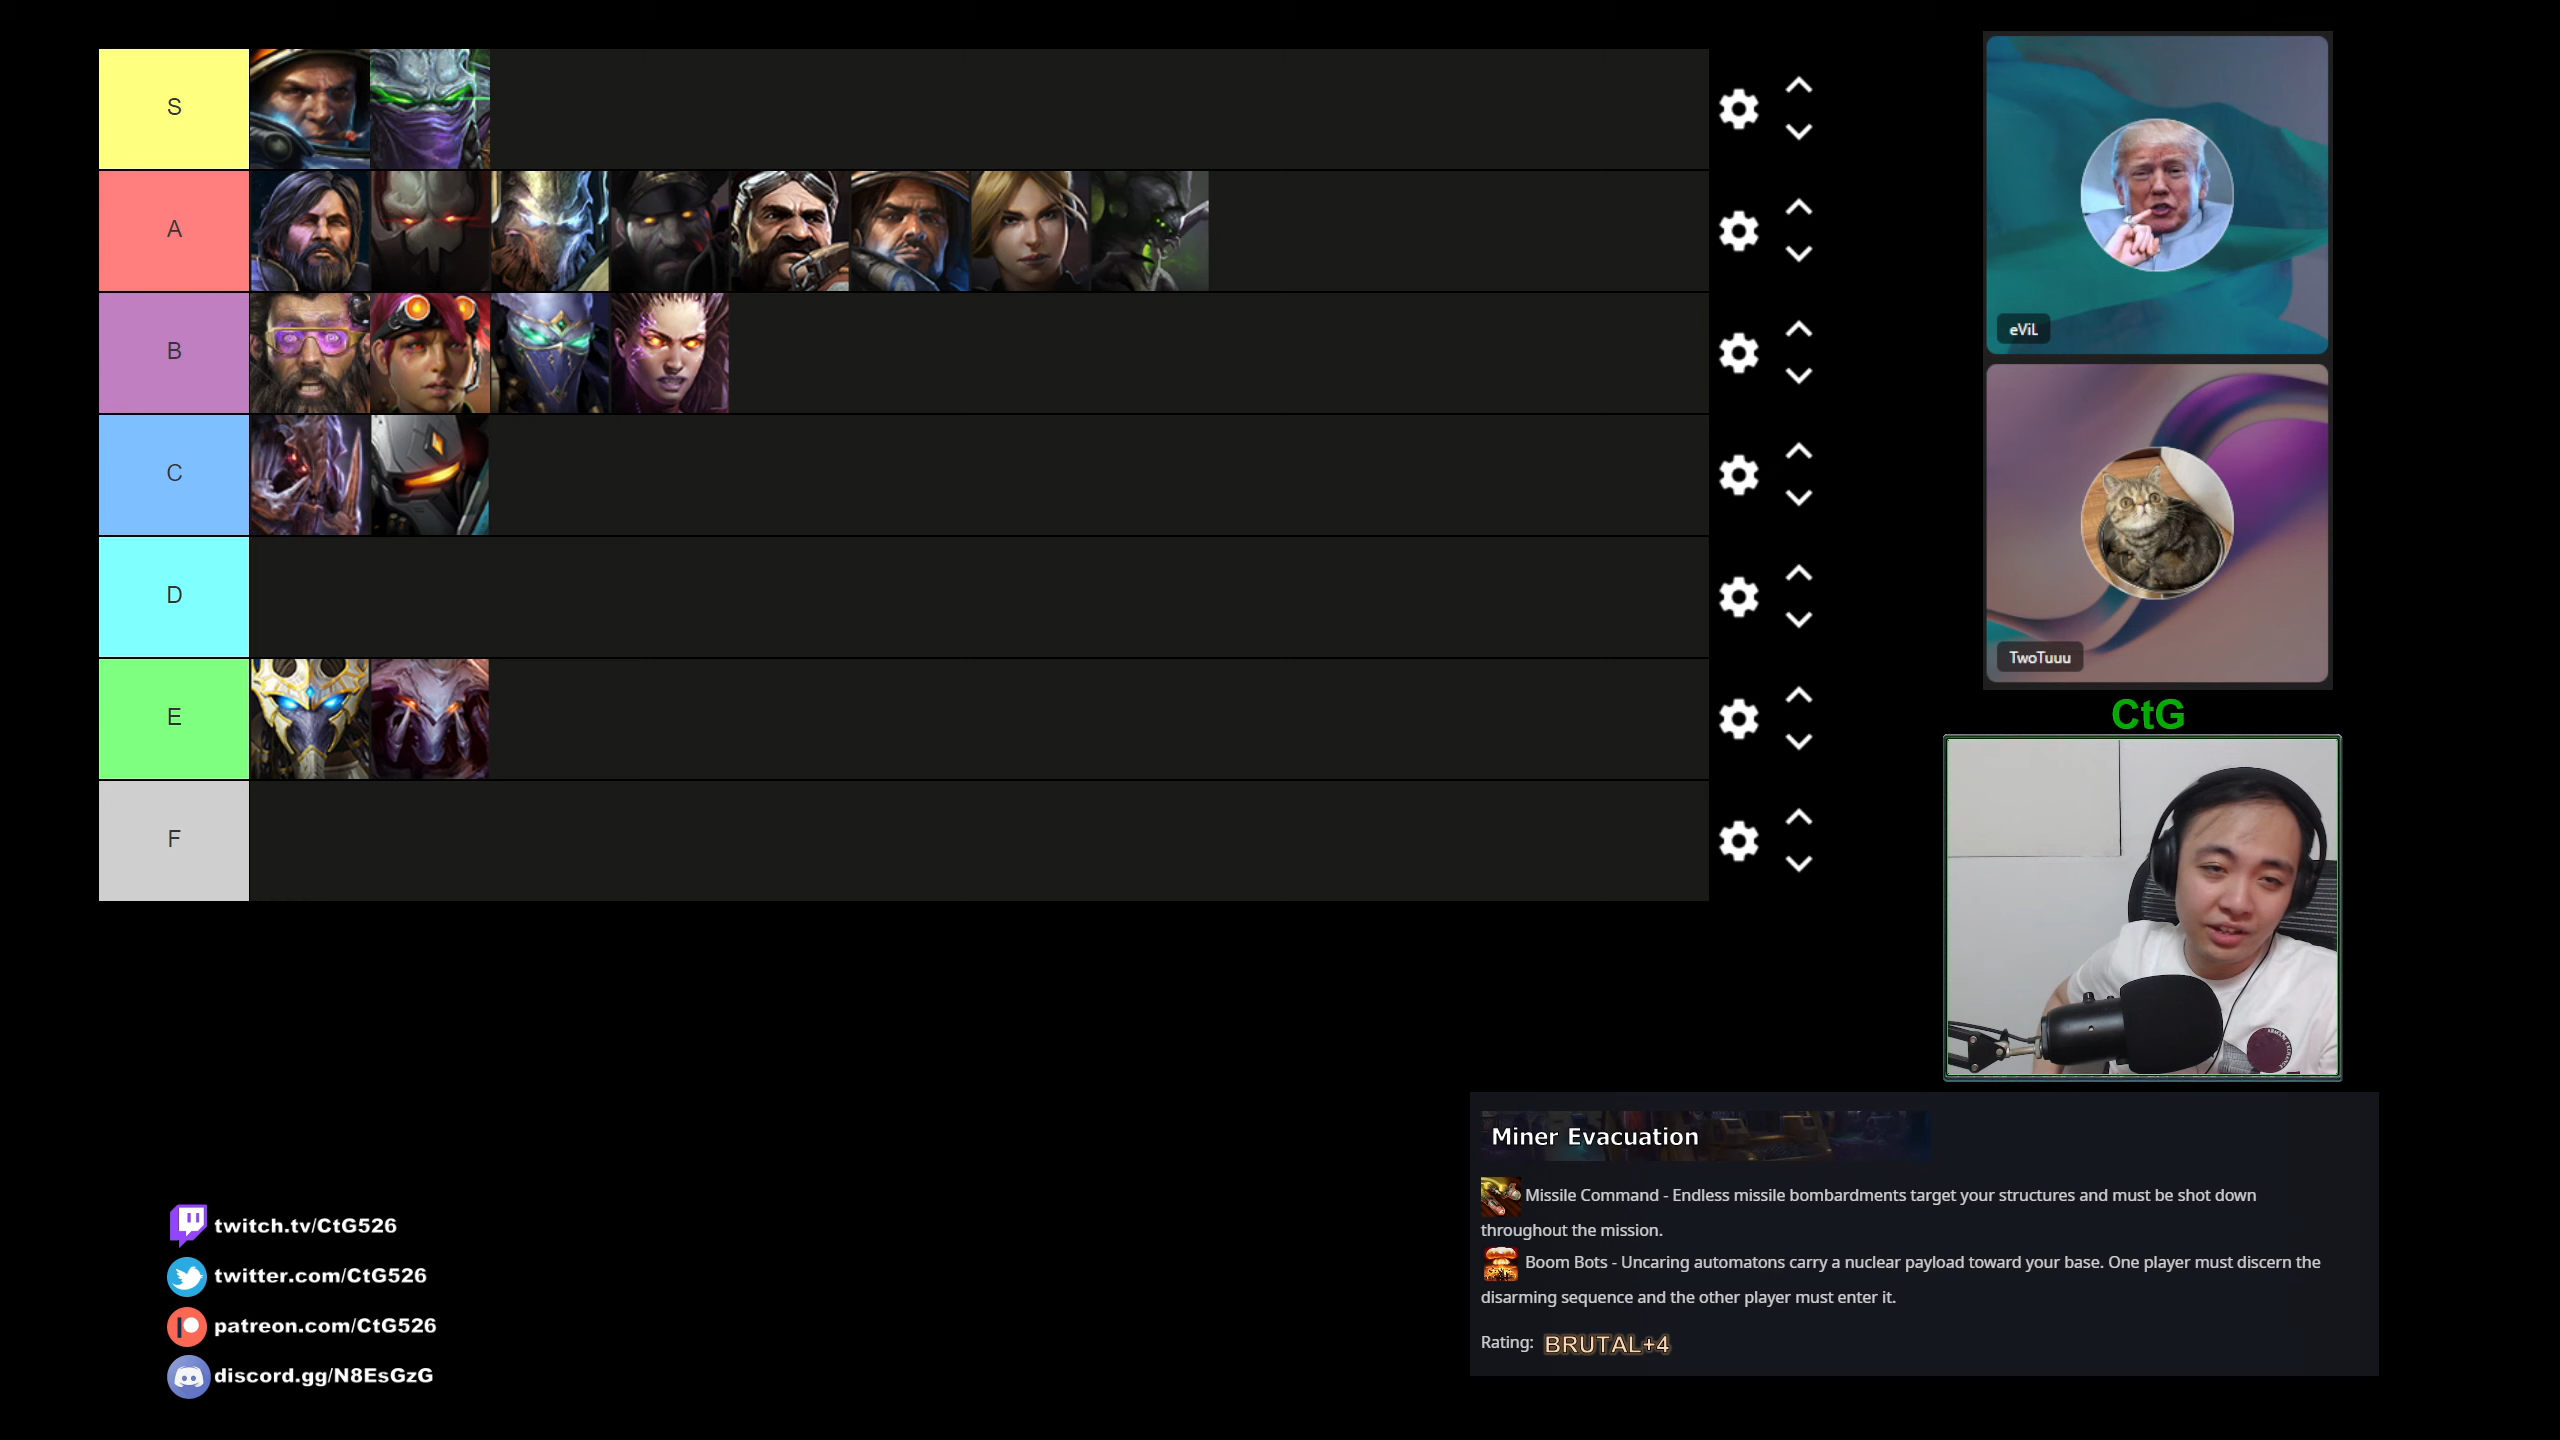 S
A
B
C
D
E
F
eViL
TwoTuuu
CtG
Miner Evacuation
Missile Command - Endless missile bombardments target your structures and must be shot down
throughout the mission.
Boom Bots - Uncaring automatons carry a nuclear payload toward your base. One player must discern the
disarming sequence and the other player must enter it.
Rating: BRUTAL+4
twitch.tv/CtG526
twitter.com/CtG526
patreon.com/CtG526
discord.gg/N8EsGzG